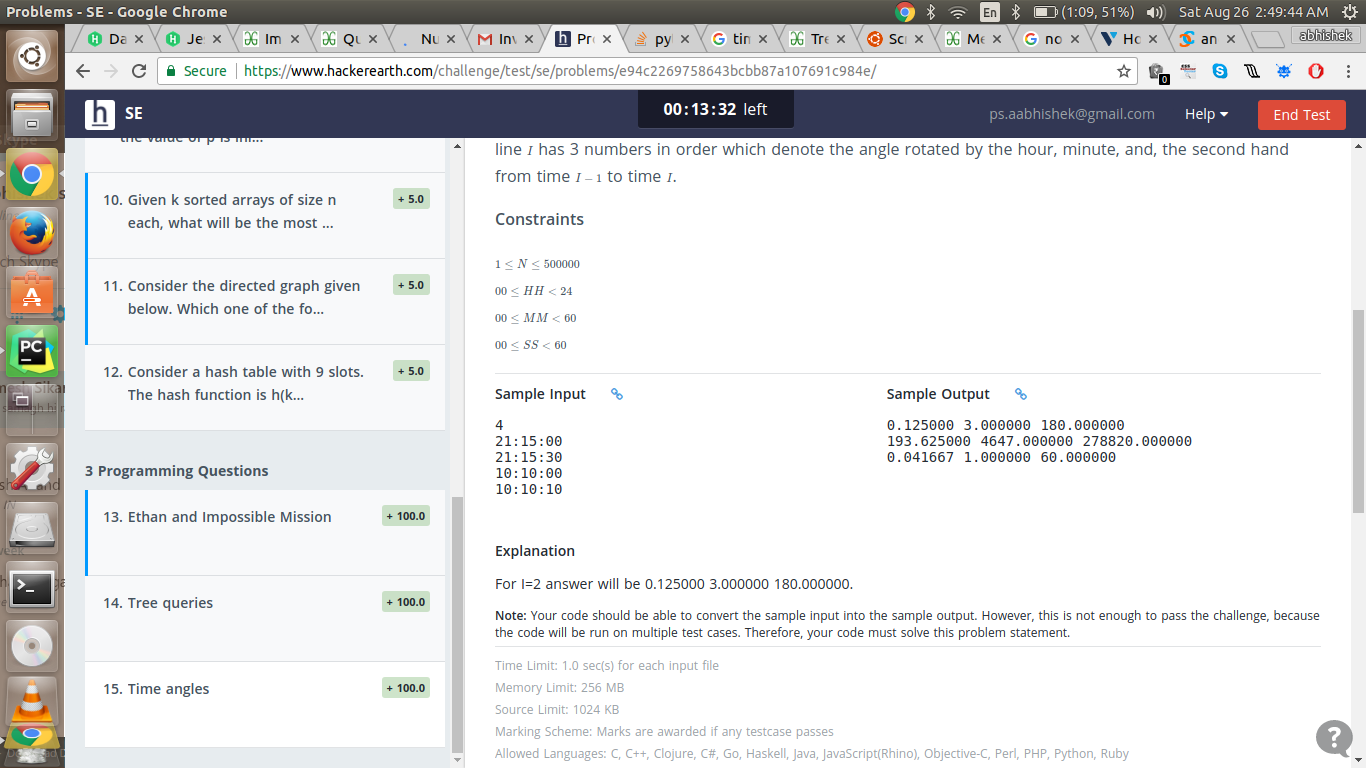 Problems - SE - Google Chrome
En
(1:09, 51%)
Sat Aug 26 2:49:44 AM
abhishek
Da
Je
Im
Qu
Nu
Inv
Pro
pyt
tin
Tre
Sc
Me
no
Ho
an
Secure
https://www.hackerearth.com/challenge/test/se/problems/e94c2269758643bcbb87a107691c984e/
0
h SE
00:13:32 left
ps.aabhishek@gmail.com
Help
End Test
the value of p is ini...
10. Given k sorted arrays of size n
each, what will be the most ...
+ 5.0
11. Consider the directed graph given
below. Which one of the fo...
+ 5.0
12. Consider a hash table with 9 slots.
The hash function is h(k...
+ 5.0
3 Programming Questions
13. Ethan and Impossible Mission
+ 100.0
14. Tree queries
+ 100.0
15. Time angles
+ 100.0
line I has 3 numbers in order which denote the angle rotated by the hour, minute, and, the second hand
from time I − 1 to time I.
Constraints
1 ≤ N ≤ 500000
00 ≤ HH < 24
00 ≤ MM < 60
00 ≤ SS < 60
Sample Input
4
21:15:00
21:15:30
10:10:00
10:10:10
Sample Output
0.125000 3.000000 180.000000
193.625000 4647.000000 278820.000000
0.041667 1.000000 60.000000
Explanation
For I=2 answer will be 0.125000 3.000000 180.000000.
Note: Your code should be able to convert the sample input into the sample output. However, this is not enough to pass the challenge, because
the code will be run on multiple test cases. Therefore, your code must solve this problem statement.
Time Limit: 1.0 sec(s) for each input file
Memory Limit: 256 MB
Source Limit: 1024 KB
Marking Scheme: Marks are awarded if any testcase passes
Allowed Languages: C, C++, Clojure, C#, Go, Haskell, Java, JavaScript(Rhino), Objective-C, Perl, PHP, Python, Ruby
PC
?